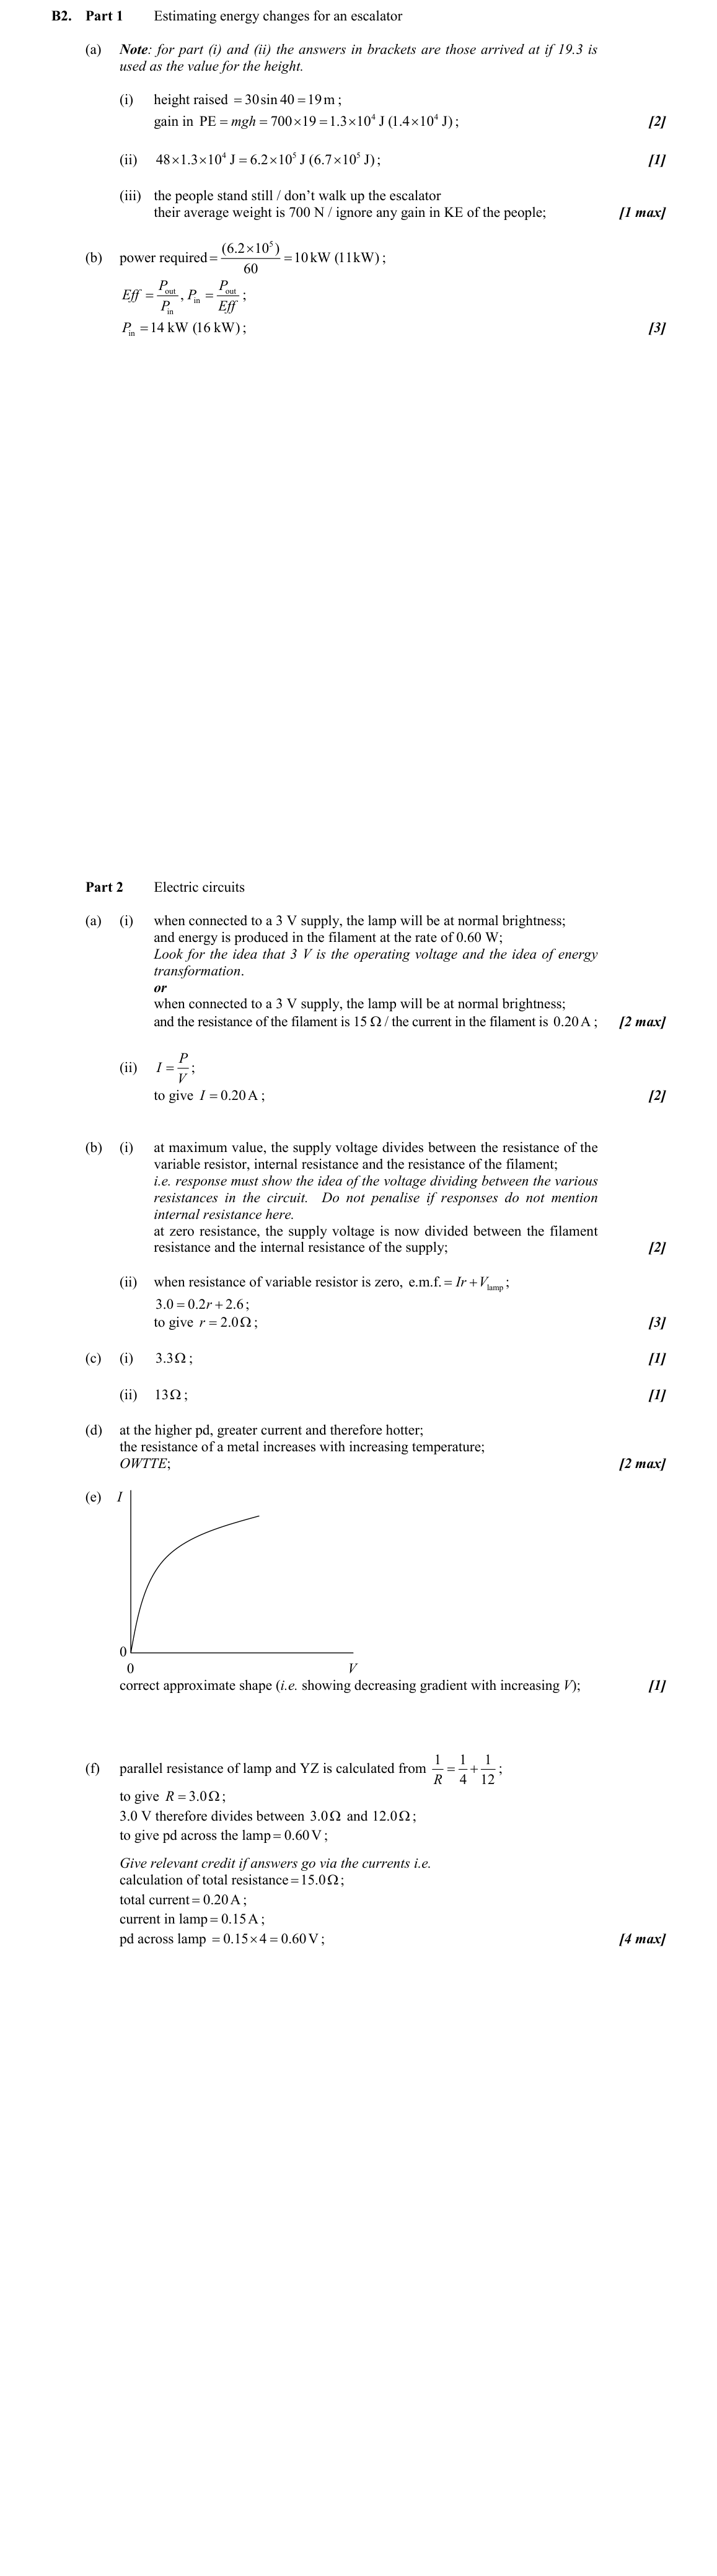 B2. Part 1 Estimating energy changes for an escalator
(a) Note: for part (i) and (ii) the answers in brackets are those arrived at if 19.3 is
used as the value for the height.
(i) height raised = 30 sin 40 = 19 m ;
gain in PE = mgh = 700×19 = 1.3×10⁴ J (1.4×10⁴ J) ; [2]
(ii) 48×1.3×10⁴ J = 6.2×10⁵ J (6.7×10⁵ J) ; [1]
(iii) the people stand still / don’t walk up the escalator
their average weight is 700 N / ignore any gain in KE of the people; [1 max]
(b) power required = (6.2×10⁵)/60 = 10 kW (11kW) ;
Eff = P_out/P_in , P_in = P_out/Eff ;
P_in = 14 kW (16 kW) ; [3]
Part 2 Electric circuits
(a) (i) when connected to a 3 V supply, the lamp will be at normal brightness;
and energy is produced in the filament at the rate of 0.60 W;
Look for the idea that 3 V is the operating voltage and the idea of energy
transformation.
or
when connected to a 3 V supply, the lamp will be at normal brightness;
and the resistance of the filament is 15 Ω / the current in the filament is 0.20 A ; [2 max]
(ii) I = P/V ;
to give I = 0.20 A ; [2]
(b) (i) at maximum value, the supply voltage divides between the resistance of the
variable resistor, internal resistance and the resistance of the filament;
i.e. response must show the idea of the voltage dividing between the various
resistances in the circuit. Do not penalise if responses do not mention
internal resistance here.
at zero resistance, the supply voltage is now divided between the filament
resistance and the internal resistance of the supply; [2]
(ii) when resistance of variable resistor is zero, e.m.f. = Ir + V_lamp ;
3.0 = 0.2r + 2.6 ;
to give r = 2.0 Ω ; [3]
(c) (i) 3.3 Ω ; [1]
(ii) 13 Ω ; [1]
(d) at the higher pd, greater current and therefore hotter;
the resistance of a metal increases with increasing temperature;
OWTTE; [2 max]
(e) I
0
0 V
correct approximate shape (i.e. showing decreasing gradient with increasing V); [1]
(f) parallel resistance of lamp and YZ is calculated from 1/R = 1/4 + 1/12 ;
to give R = 3.0 Ω ;
3.0 V therefore divides between 3.0 Ω and 12.0 Ω ;
to give pd across the lamp = 0.60 V ;
Give relevant credit if answers go via the currents i.e.
calculation of total resistance = 15.0 Ω ;
total current = 0.20 A ;
current in lamp = 0.15 A ;
pd across lamp = 0.15×4 = 0.60 V ; [4 max]